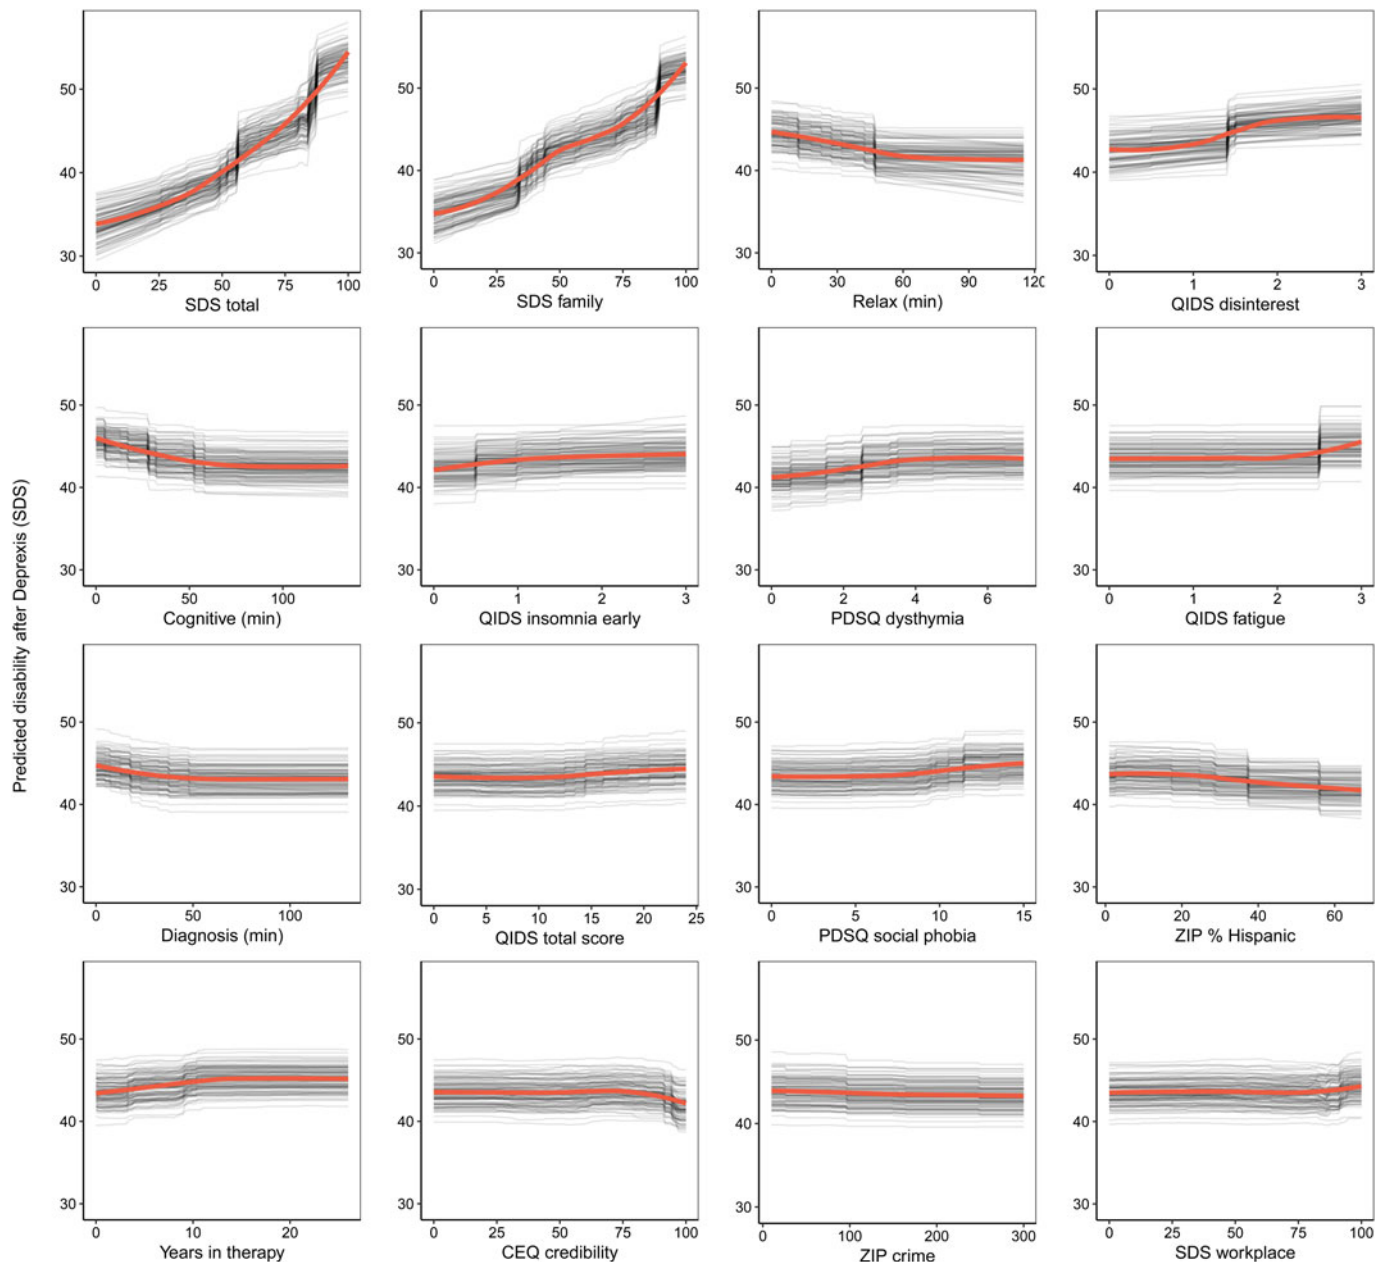 Predicted disability after Deprexis (SDS)
50
40
30
0 25 50 75 100
SDS total
50
40
30
0 25 50 75 100
SDS family
50
40
30
0 30 60 90 120
Relax (min)
50
40
30
0 1 2 3
QIDS disinterest
50
40
30
0 50 100
Cognitive (min)
50
40
30
0 1 2 3
QIDS insomnia early
50
40
30
0 2 4 6
PDSQ dysthymia
50
40
30
0 1 2 3
QIDS fatigue
50
40
30
0 50 100
Diagnosis (min)
50
40
30
0 5 10 15 20 25
QIDS total score
50
40
30
0 5 10 15
PDSQ social phobia
50
40
30
0 20 40 60
ZIP % Hispanic
50
40
30
0 10 20
Years in therapy
50
40
30
0 25 50 75 100
CEQ credibility
50
40
30
0 100 200 300
ZIP crime
50
40
30
0 25 50 75 100
SDS workplace